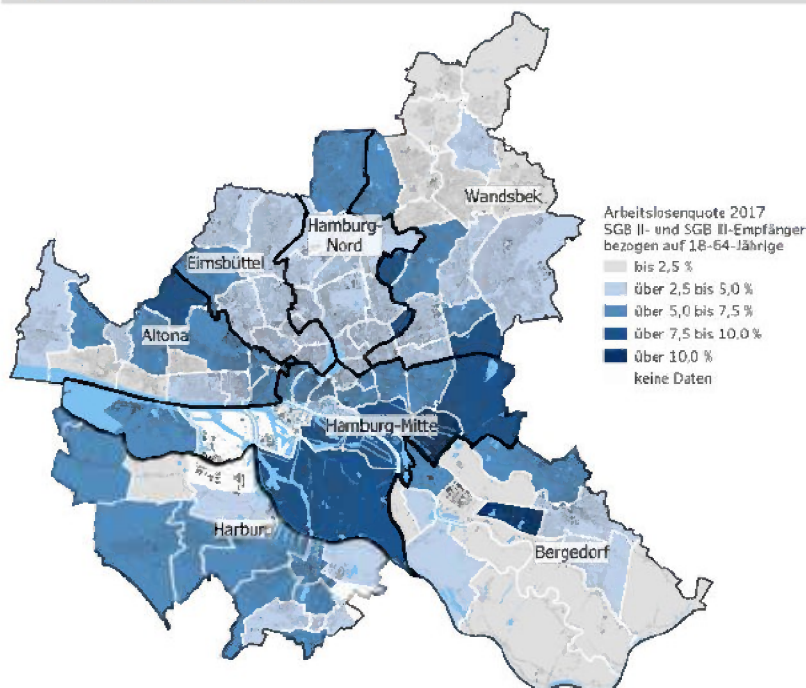 Wandsbek
Hamburg-
Nord
Eimsbüttel
Altona
Hamburg-Mitte
Harbur
Bergedorf
Arbeitslosenquote 2017
SGB II- und SGB III-Empfänger
bezogen auf 18-64-Jährige
bis 2,5 %
über 2,5 bis 5,0 %
über 5,0 bis 7,5 %
über 7,5 bis 10,0 %
über 10,0 %
keine Daten